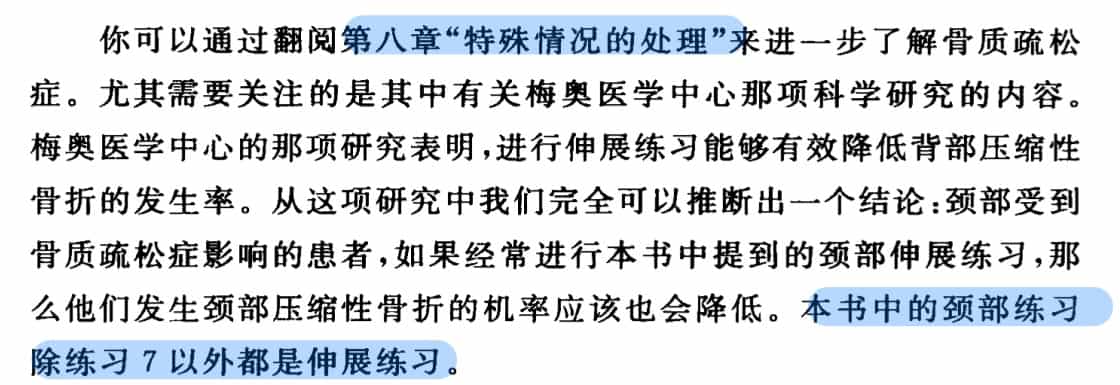 你可以通过翻阅第八章“特殊情况的处理”来进一步了解骨质疏松
症。尤其需要关注的是其中有关梅奥医学中心那项科学研究的内容。
梅奥医学中心的那项研究表明,进行伸展练习能够有效降低背部压缩性
骨折的发生率。从这项研究中我们完全可以推断出一个结论:颈部受到
骨质疏松症影响的患者,如果经常进行本书中提到的颈部伸展练习,那
么他们发生颈部压缩性骨折的机率应该也会降低。本书中的颈部练习
除练习 7 以外都是伸展练习。